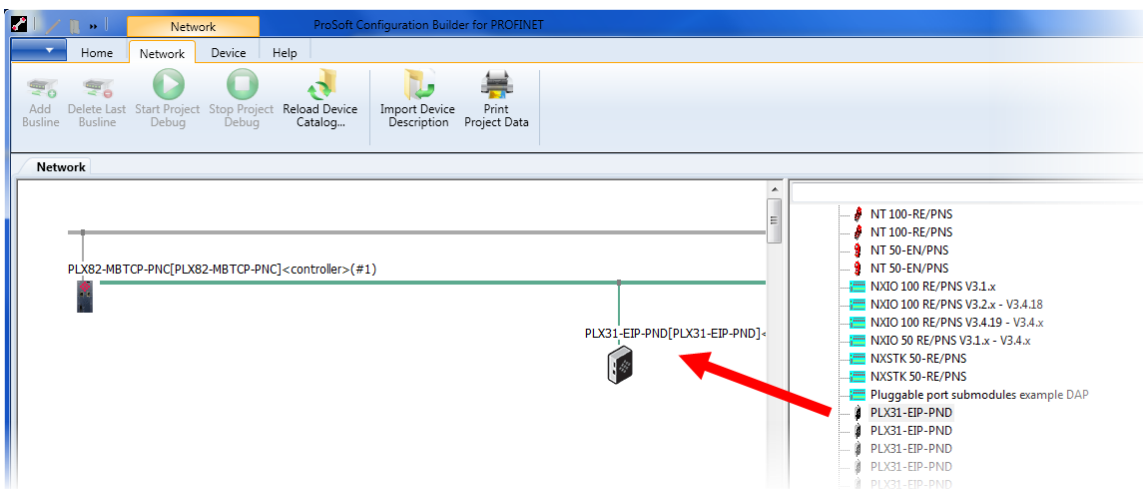 Network
ProSoft Configuration Builder for PROFINET
Home Network Device Help
Add Busline
Delete Last Busline
Start Project Debug
Stop Project Debug
Reload Device Catalog...
Import Device Description
Print Project Data
Network
PLX82-MBTCP-PNC[PLX82-MBTCP-PNC]<controller>(#1)
PLX31-EIP-PND[PLX31-EIP-PND]<
NT 100-RE/PNS
NT 100-RE/PNS
NT 50-EN/PNS
NT 50-EN/PNS
NXIO 100 RE/PNS V3.1.x
NXIO 100 RE/PNS V3.2.x - V3.4.18
NXIO 100 RE/PNS V3.4.19 - V3.4.x
NXIO 50 RE/PNS V3.1.x - V3.4.x
NXSTK 50-RE/PNS
NXSTK 50-RE/PNS
Pluggable port submodules example DAP
PLX31-EIP-PND
PLX31-EIP-PND
PLX31-EIP-PND
PLX31-EIP-PND
PLX31-EIP-PND